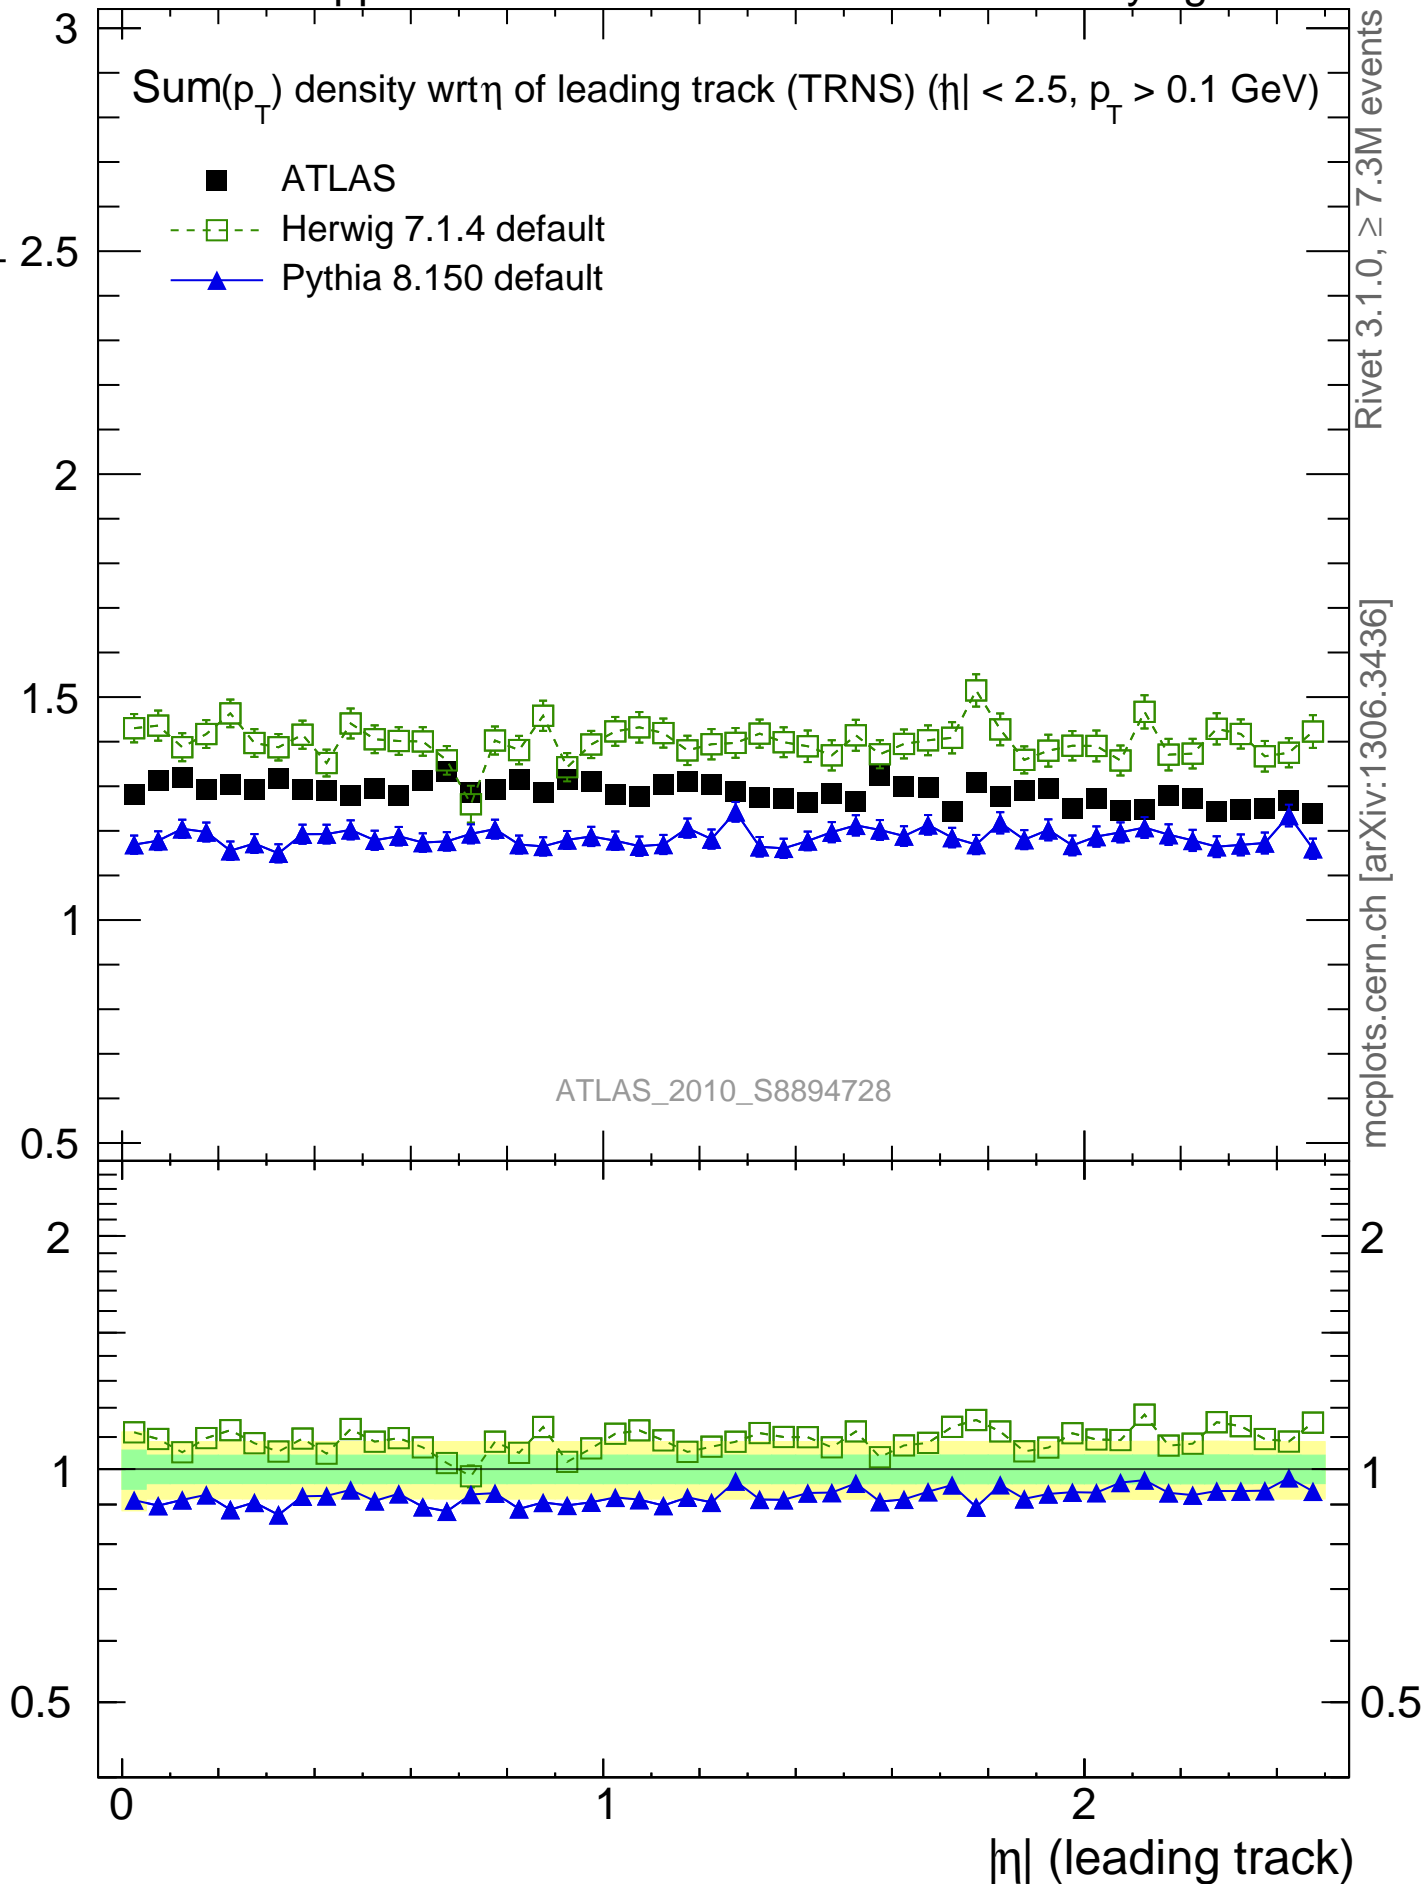 3
Sum(p_T) density wrt η of leading track (TRNS) (|η| < 2.5, p_T > 0.1 GeV)
ATLAS
Herwig 7.1.4 default
Pythia 8.150 default
2.5
2
1.5
1
0.5
ATLAS_2010_S8894728
Rivet 3.1.0, ≥ 7.3M events
mcplots.cern.ch [arXiv:1306.3436]
2
2
1
1
0.5
0.5
0
1
2
|η| (leading track)